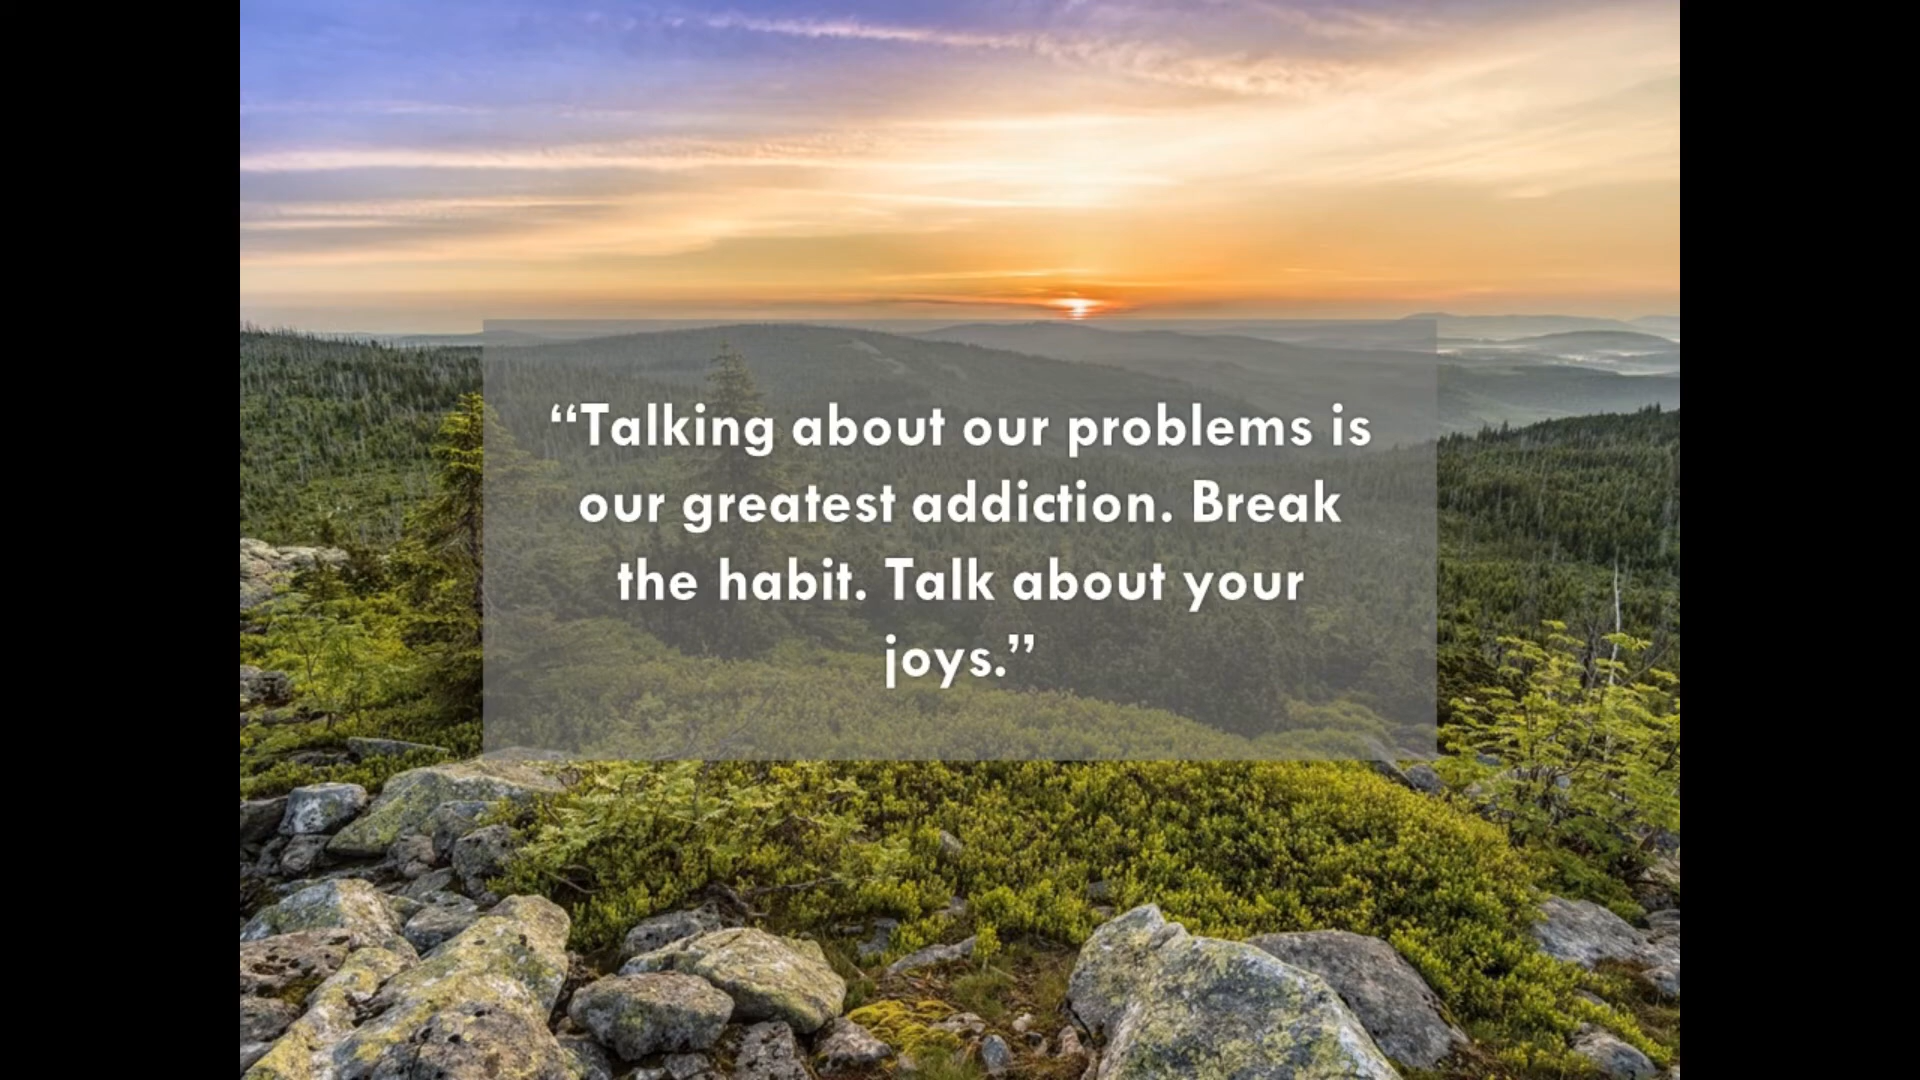 “Talking about our problems is
our greatest addiction. Break
the habit. Talk about your
joys.”